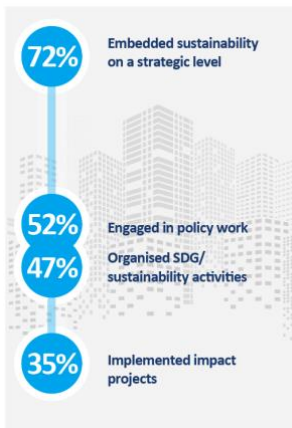 72%
Embedded sustainability
on a strategic level
52%
Engaged in policy work
47%
Organised SDG/
sustainability activities
35%
Implemented impact
projects